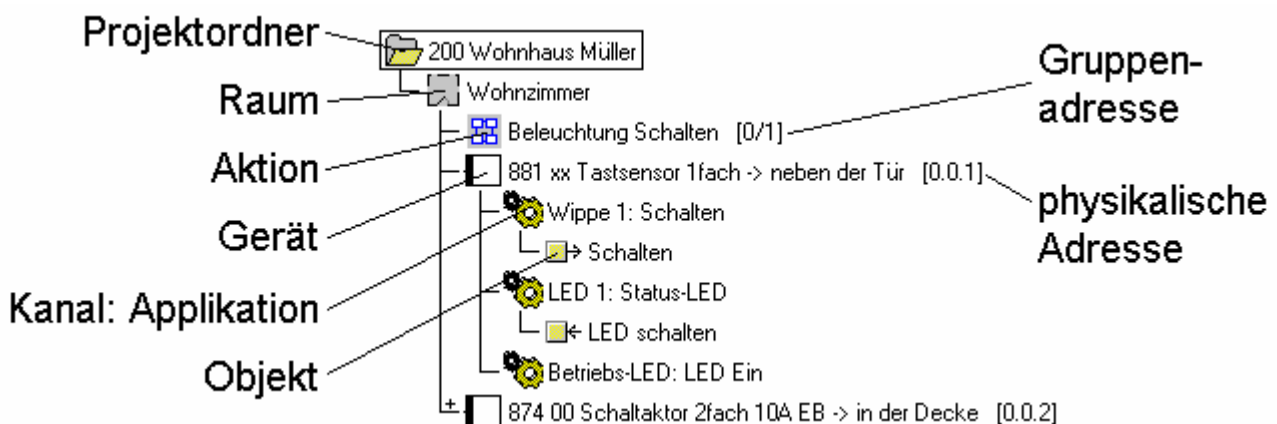 Projektordner
200 Wohnhaus Müller
Raum
Wohnzimmer
Gruppen-
adresse
Aktion
Beleuchtung Schalten [0/1]
Gerät
881 xx Tastsensor 1fach -> neben der Tür [0.0.1]
physikalische
Adresse
Wippe 1: Schalten
Schalten
Kanal: Applikation
LED 1: Status-LED
LED schalten
Objekt
Betriebs-LED: LED Ein
874 00 Schaltaktor 2fach 10A EB -> in der Decke [0.0.2]